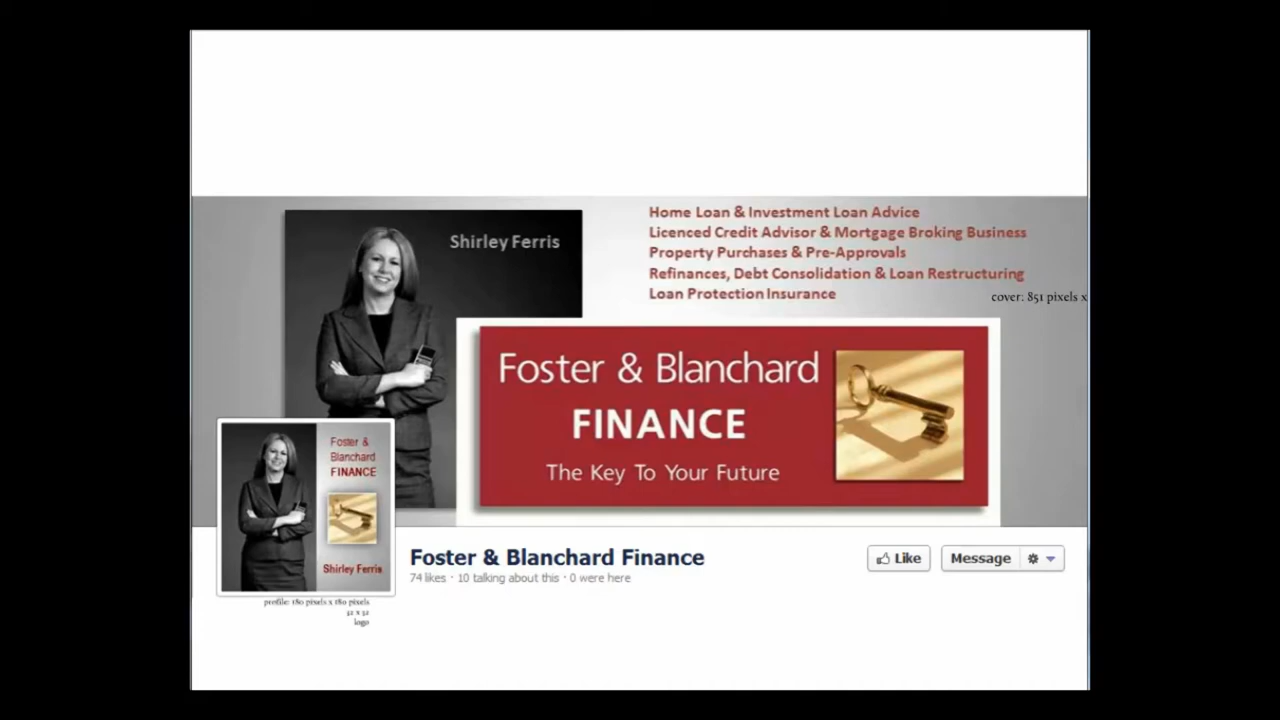 Shirley Ferris
Home Loan & Investment Loan Advice
Licenced Credit Advisor & Mortgage Broking Business
Property Purchases & Pre-Approvals
Refinances, Debt Consolidation & Loan Restructuring
Loan Protection Insurance
cover: 851 pixels x
Foster & Blanchard
FINANCE
The Key To Your Future
Foster &
Blanchard
FINANCE
Shirley Ferris
Foster & Blanchard Finance
74 likes · 10 talking about this · 0 were here
Like
Message
profile: 180 pixels x 180 pixels
32 x 32
logo